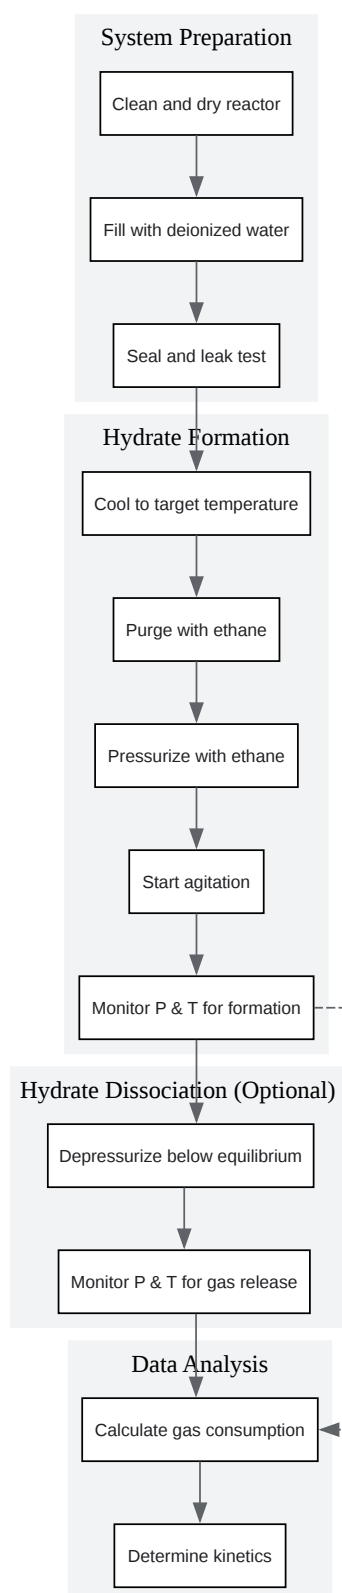 System Preparation
Clean and dry reactor
Fill with deionized water
Seal and leak test
Hydrate Formation
Cool to target temperature
Purge with ethane
Pressurize with ethane
Start agitation
Monitor P & T for formation
Hydrate Dissociation (Optional)
Depressurize below equilibrium
Monitor P & T for gas release
Data Analysis
Calculate gas consumption
Determine kinetics